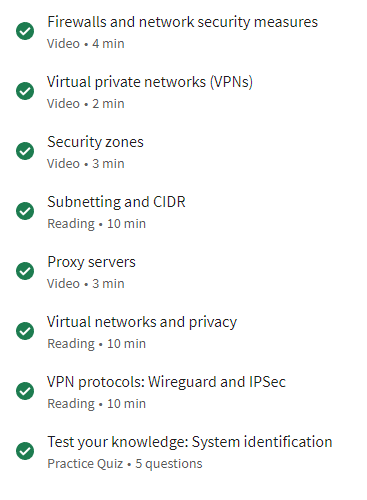 Firewalls and network security measures
Video • 4 min
Virtual private networks (VPNs)
Video • 2 min
Security zones
Video • 3 min
Subnetting and CIDR
Reading • 10 min
Proxy servers
Video • 3 min
Virtual networks and privacy
Reading • 10 min
VPN protocols: Wireguard and IPSec
Reading • 10 min
Test your knowledge: System identification
Practice Quiz • 5 questions